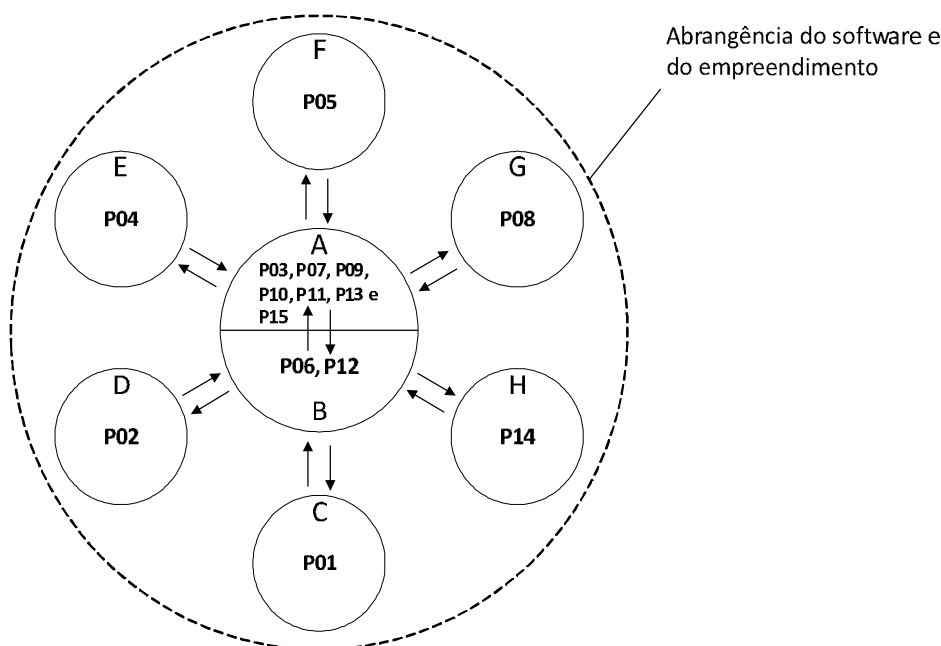 Abrangência do software e
do empreendimento
F
P05
E
P04
G
P08
A
P03, P07, P09,
P10, P11, P13 e
P15
P06, P12
B
D
P02
H
P14
C
P01